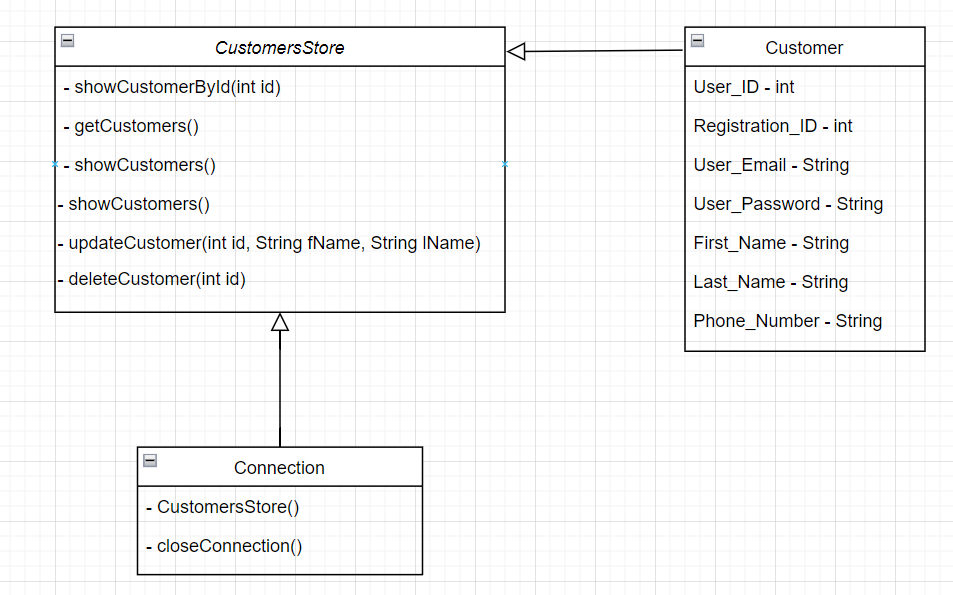 CustomersStore
- showCustomerById(int id)
- getCustomers()
- showCustomers()
- showCustomers()
- updateCustomer(int id, String fName, String lName)
- deleteCustomer(int id)
Customer
User_ID - int
Registration_ID - int
User_Email - String
User_Password - String
First_Name - String
Last_Name - String
Phone_Number - String
Connection
- CustomersStore()
- closeConnection()